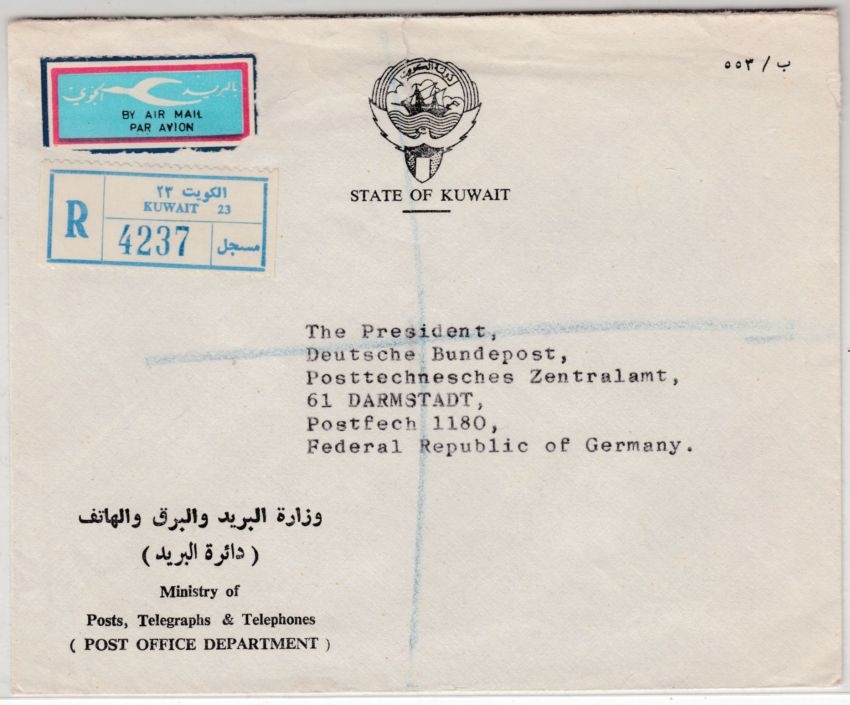 ب / ٥٥٣
بالبريد الجوي
BY AIR MAIL
PAR AVION
دولة الكويت
STATE OF KUWAIT
R
الكويت ٢٣
KUWAIT 23
4237
مسجل
The President,
Deutsche Bundepost,
Posttechnesches Zentralamt,
61 DARMSTADT,
Postfech 1180,
Federal Republic of Germany.
وزارة البريد والبرق والهاتف
( دائرة البريد )
Ministry of
Posts, Telegraphs & Telephones
( POST OFFICE DEPARTMENT )